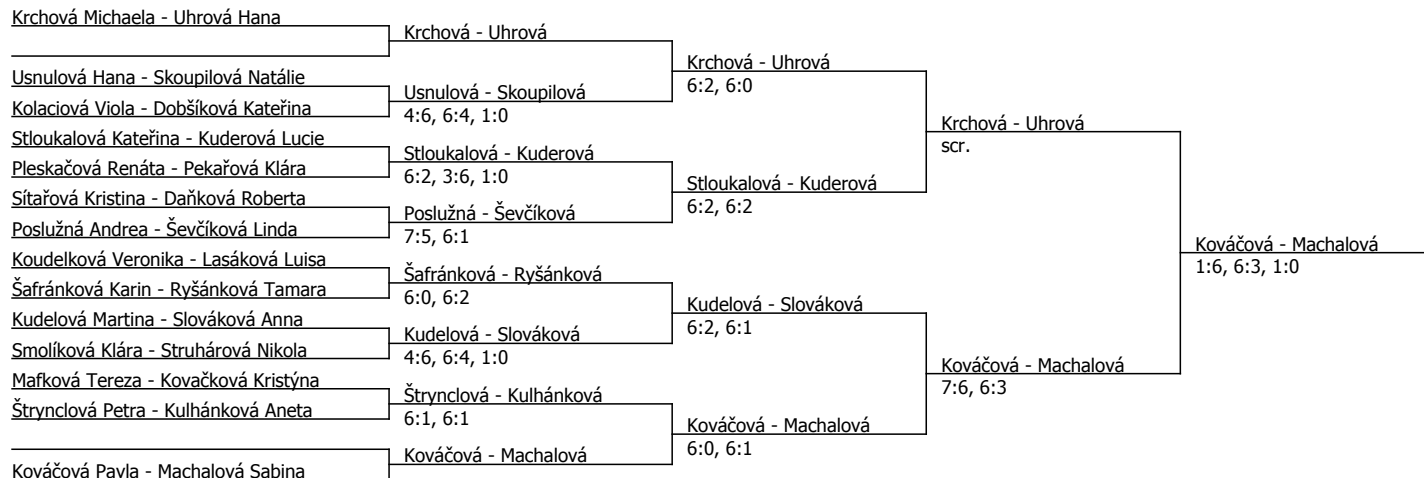 Krchová Michaela - Uhrová Hana
Usnulová Hana - Skoupilová Natálie
Kolaciová Viola - Dobšíková Kateřina
Stloukalová Kateřina - Kuderová Lucie
Pleskačová Renáta - Pekařová Klára
Sítařová Kristina - Daňková Roberta
Poslužná Andrea - Ševčíková Linda
Koudelková Veronika - Lasáková Luisa
Šafránková Karin - Ryšánková Tamara
Kudelová Martina - Slováková Anna
Smolíková Klára - Struhárová Nikola
Mafková Tereza - Kovačková Kristýna
Štrynclová Petra - Kulhánková Aneta
Kováčová Pavla - Machalová Sabina
Krchová - Uhrová
Usnulová - Skoupilová
4:6, 6:4, 1:0
Stloukalová - Kuderová
6:2, 3:6, 1:0
Poslužná - Ševčíková
7:5, 6:1
Šafránková - Ryšánková
6:0, 6:2
Kudelová - Slováková
4:6, 6:4, 1:0
Štrynclová - Kulhánková
6:1, 6:1
Kováčová - Machalová
Krchová - Uhrová
6:2, 6:0
Stloukalová - Kuderová
6:2, 6:2
Kudelová - Slováková
6:2, 6:1
Kováčová - Machalová
6:0, 6:1
Krchová - Uhrová
scr.
Kováčová - Machalová
7:6, 6:3
Kováčová - Machalová
1:6, 6:3, 1:0